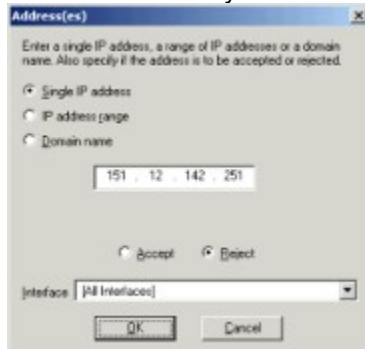 Address(es)
Enter a single IP address, a range of IP addresses or a domain
name. Also specify if the address is to be accepted or rejected.
Single IP address
IP address range
Domain name
151 . 12 . 142 . 251
Accept Reject
Interface [All Interfaces]
OK Cancel